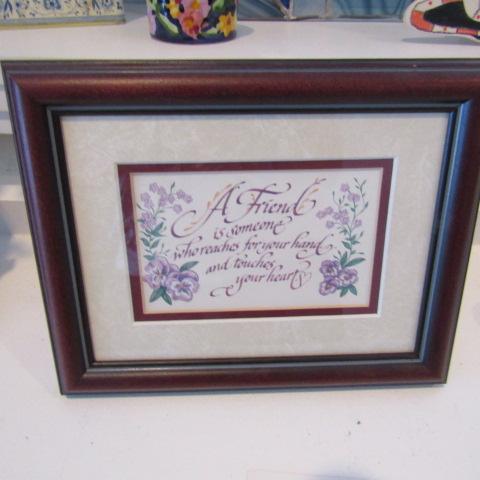 A Friend
is someone
who reaches for your hand
and touches
your heart